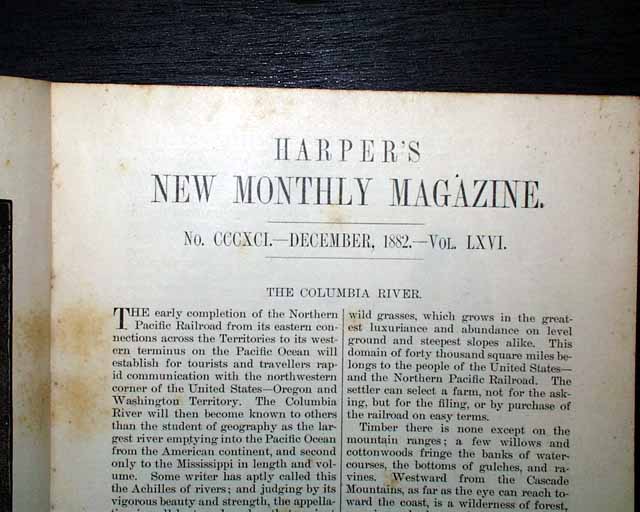 HARPER'S
NEW MONTHLY MAGAZINE.
No. CCCXCI.—DECEMBER, 1882.—VOL. LXVI.
THE COLUMBIA RIVER.
THE early completion of the Northern
Pacific Railroad from its eastern con-
nections across the Territories to its west-
ern terminus on the Pacific Ocean will
establish for tourists and travellers rap-
id communication with the northwestern
corner of the United States—Oregon and
Washington Territory. The Columbia
River will then become known to others
than the student of geography as the lar-
gest river emptying into the Pacific Ocean
from the American continent, and second
only to the Mississippi in length and vol-
ume. Some writer has aptly called this
the Achilles of rivers; and judging by its
vigorous beauty and strength, the appella-
wild grasses, which grows in the great-
est luxuriance and abundance on level
ground and steepest slopes alike. This
domain of forty thousand square miles be-
longs to the people of the United States—
and the Northern Pacific Railroad. The
settler can select a farm, not for the ask-
ing, but for the filing, or by purchase of
the railroad on easy terms.
Timber there is none except on the
mountain ranges; a few willows and
cottonwoods fringe the banks of water-
courses, the bottoms of gulches, and ra-
vines. Westward from the Cascade
Mountains, as far as the eye can reach to-
ward the coast, is a wilderness of forest,